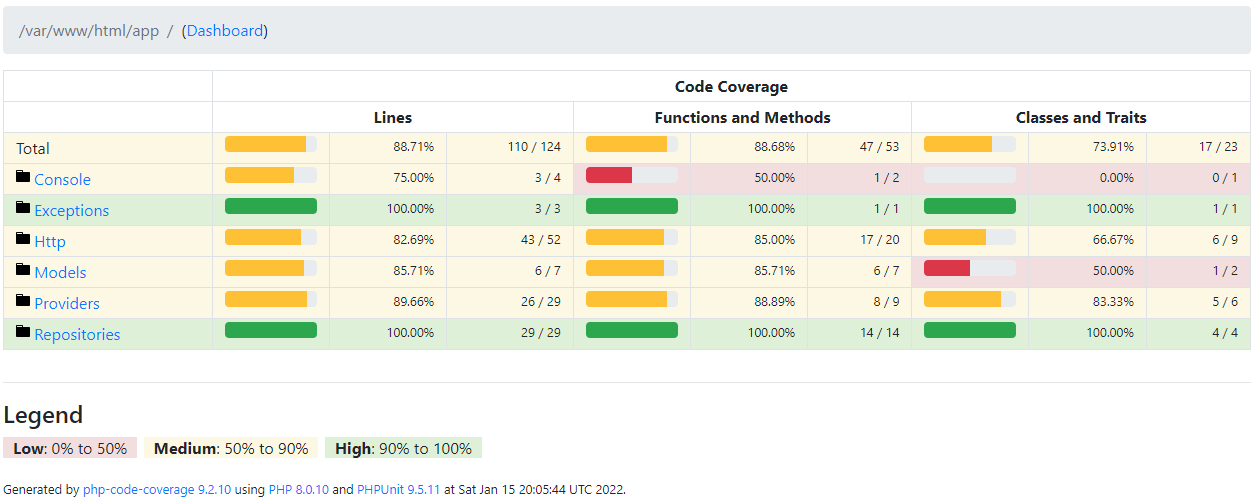 /var/www/html/app / (Dashboard)
Code Coverage
Lines Functions and Methods Classes and Traits
Total 88.71% 110 / 124 88.68% 47 / 53 73.91% 17 / 23
Console 75.00% 3 / 4 50.00% 1 / 2 0.00% 0 / 1
Exceptions 100.00% 3 / 3 100.00% 1 / 1 100.00% 1 / 1
Http 82.69% 43 / 52 85.00% 17 / 20 66.67% 6 / 9
Models 85.71% 6 / 7 85.71% 6 / 7 50.00% 1 / 2
Providers 89.66% 26 / 29 88.89% 8 / 9 83.33% 5 / 6
Repositories 100.00% 29 / 29 100.00% 14 / 14 100.00% 4 / 4
Legend
Low: 0% to 50% Medium: 50% to 90% High: 90% to 100%
Generated by php-code-coverage 9.2.10 using PHP 8.0.10 and PHPUnit 9.5.11 at Sat Jan 15 20:05:44 UTC 2022.